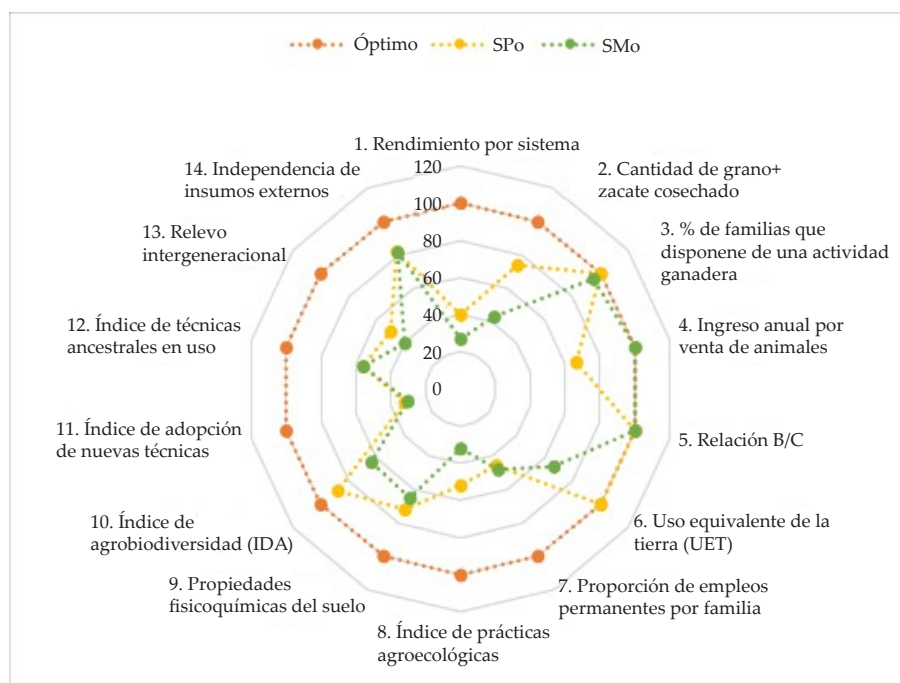 Óptimo SPo SMo
1. Rendimiento por sistema
2. Cantidad de grano+
zacate cosechado
3. % de familias que
disponene de una actividad
ganadera
4. Ingreso anual por
venta de animales
5. Relación B/C
6. Uso equivalente de la
tierra (UET)
7. Proporción de empleos
permanentes por familia
8. Índice de prácticas
agroecológicas
9. Propiedades
fisicoquímicas del suelo
10. Índice de
agrobiodiversidad (IDA)
11. Índice de adopción
de nuevas técnicas
12. Índice de técnicas
ancestrales en uso
13. Relevo
intergeneracional
14. Independencia de
insumos externos
120
100
80
60
40
20
0